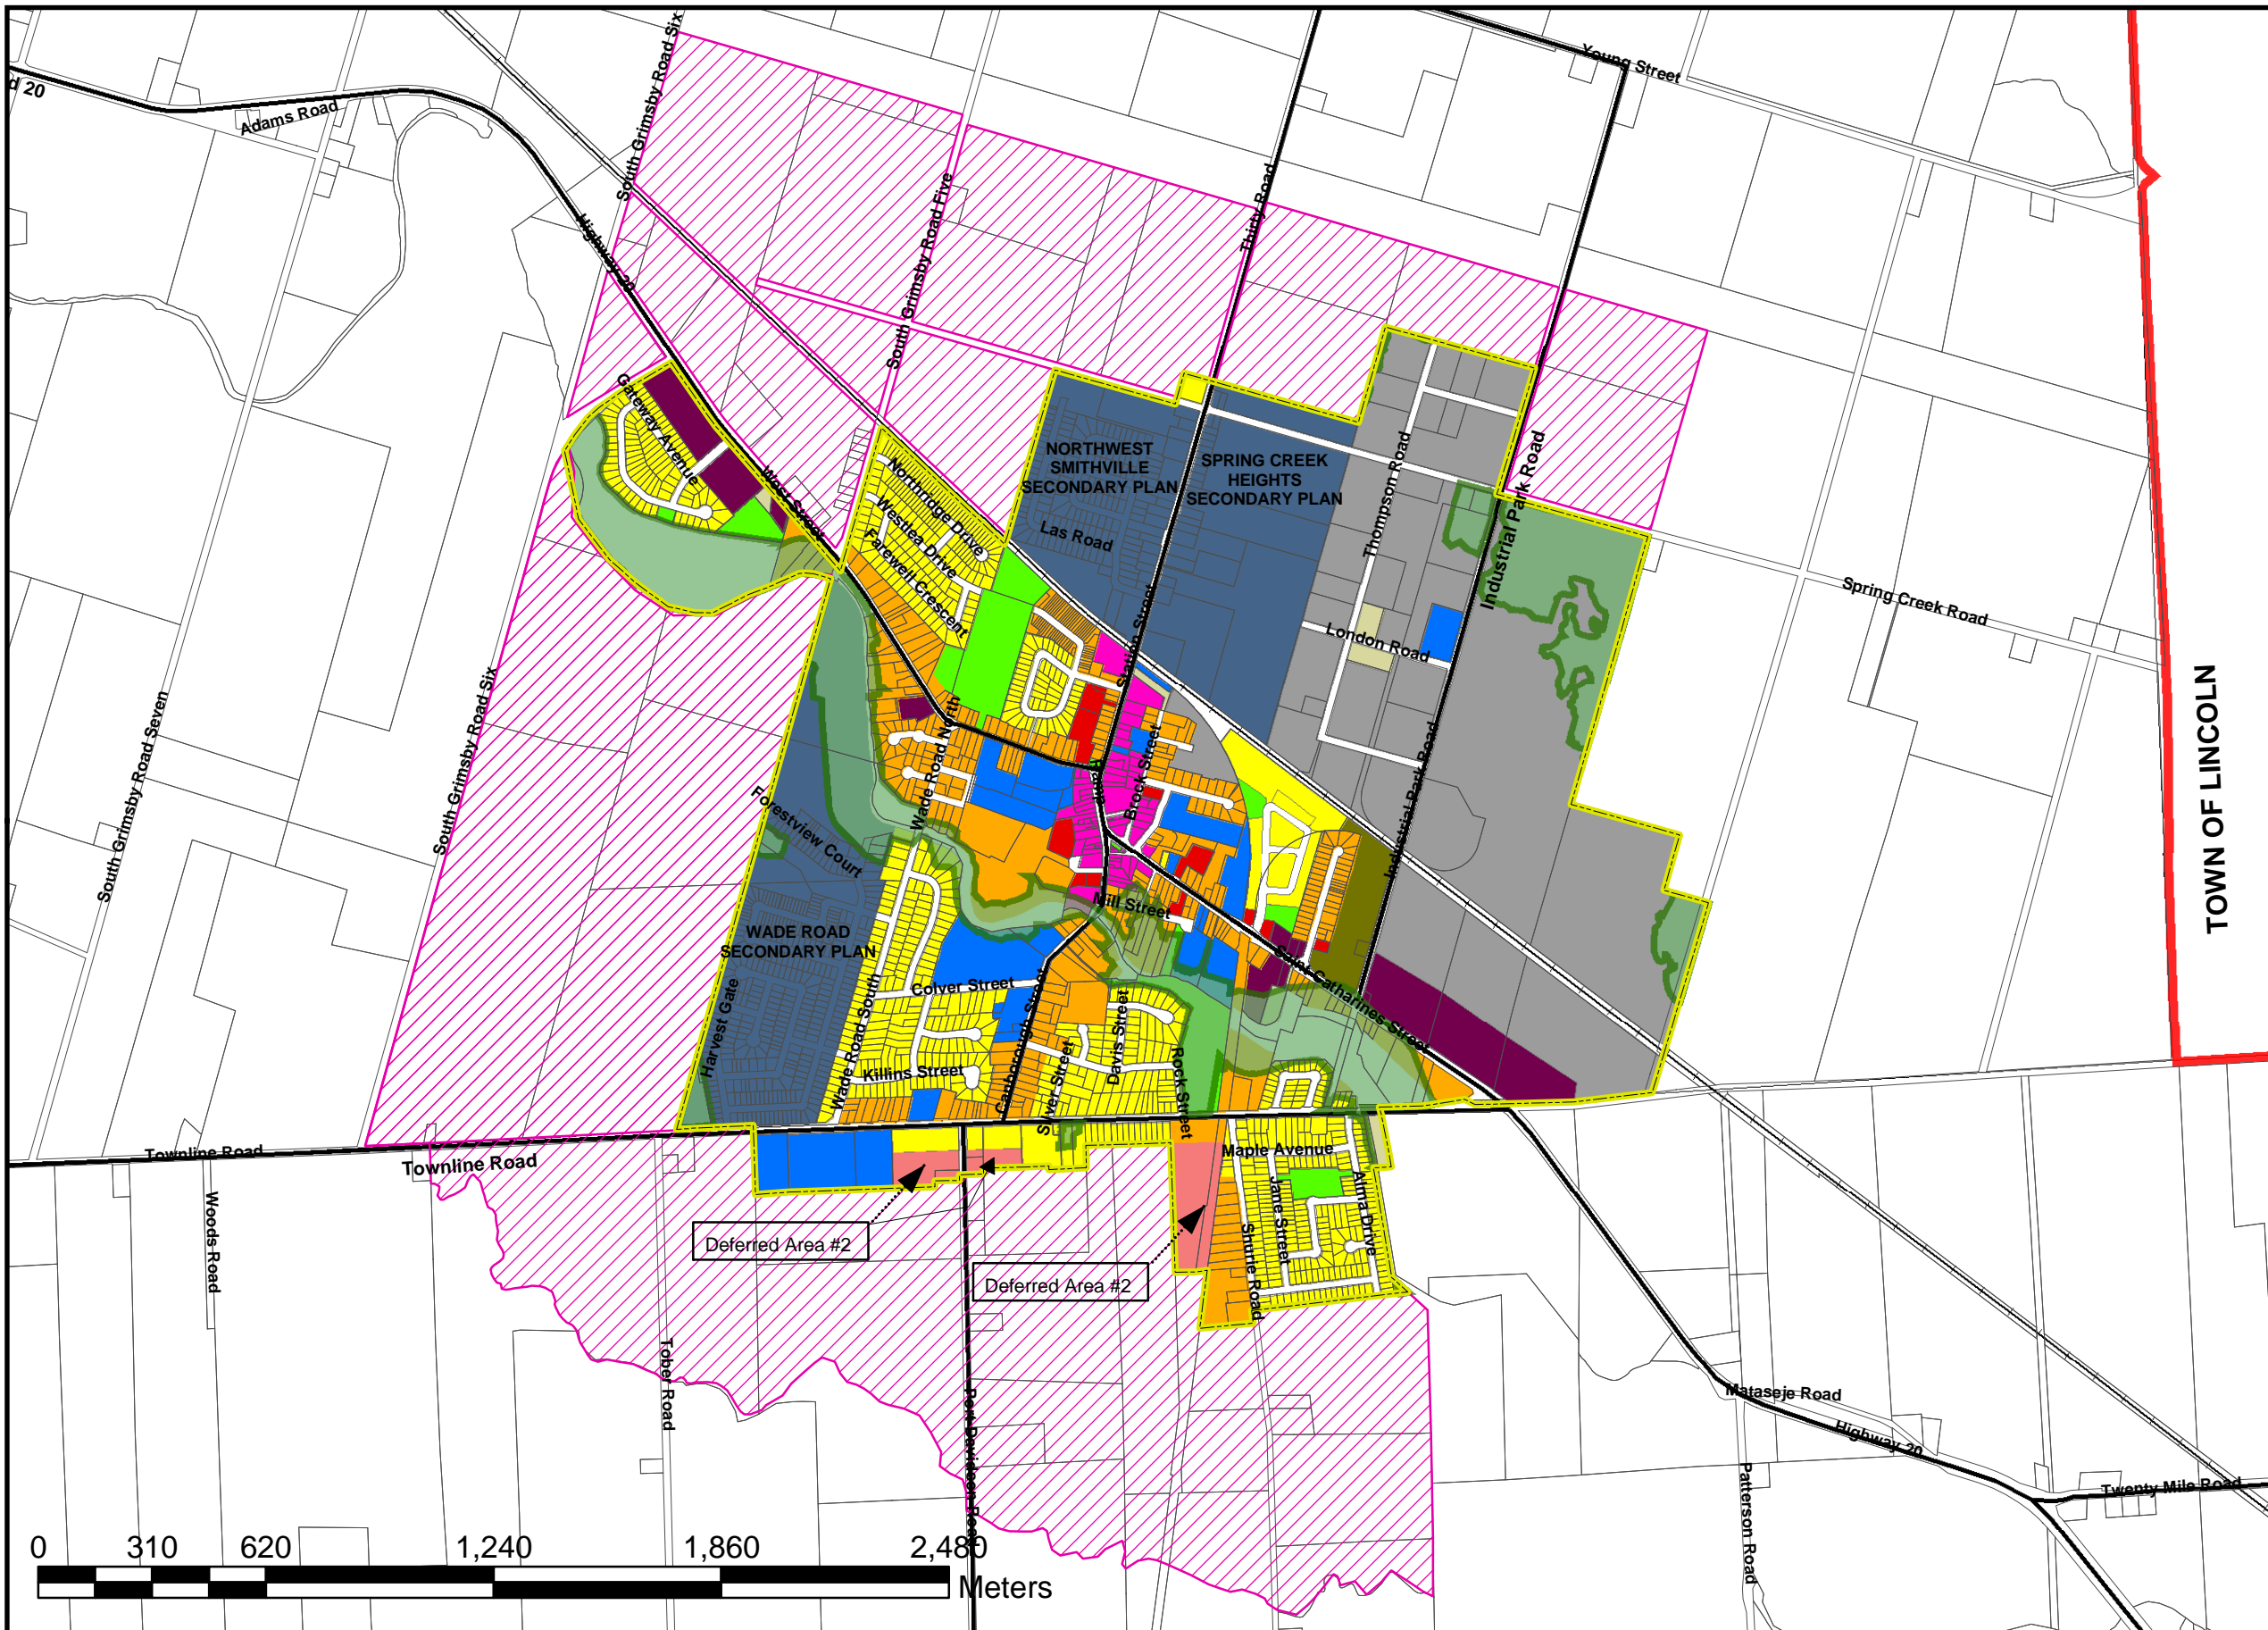 Young Street
d 20
Adams Road
South Grimsby Road Six
Highway 20
South Grimsby Road Five
Thirty Road
Gateway Avenue
West Street
Northridge Drive
Westlea Drive
Farewell Crescent
NORTHWEST
SMITHVILLE
SECONDARY PLAN
SPRING CREEK
HEIGHTS
SECONDARY PLAN
Las Road
Thompson Road
Industrial Park Road
Station Street
London Road
Spring Creek Road
TOWN OF LINCOLN
South Grimsby Road Seven
South Grimsby Road Six
Wade Road North
Brock Street
Industrial Park Road
Forestview Court
Mill Street
WADE ROAD
SECONDARY PLAN
Saint Catharines Street
Colver Street
Harvest Gate
Wade Road South
Canborough Street
Davis Street
Killins Street
Silver Street
Rock Street
Townline Road
Townline Road
Maple Avenue
Woods Road
Jane Street
Alma Drive
Shurie Road
Deferred Area #2
Deferred Area #2
Tober Road
Port Davidson Road
Mataseje Road
Highway 20
Patterson Road
Twenty Mile Road
0 310 620 1,240 1,860 2,480
Meters